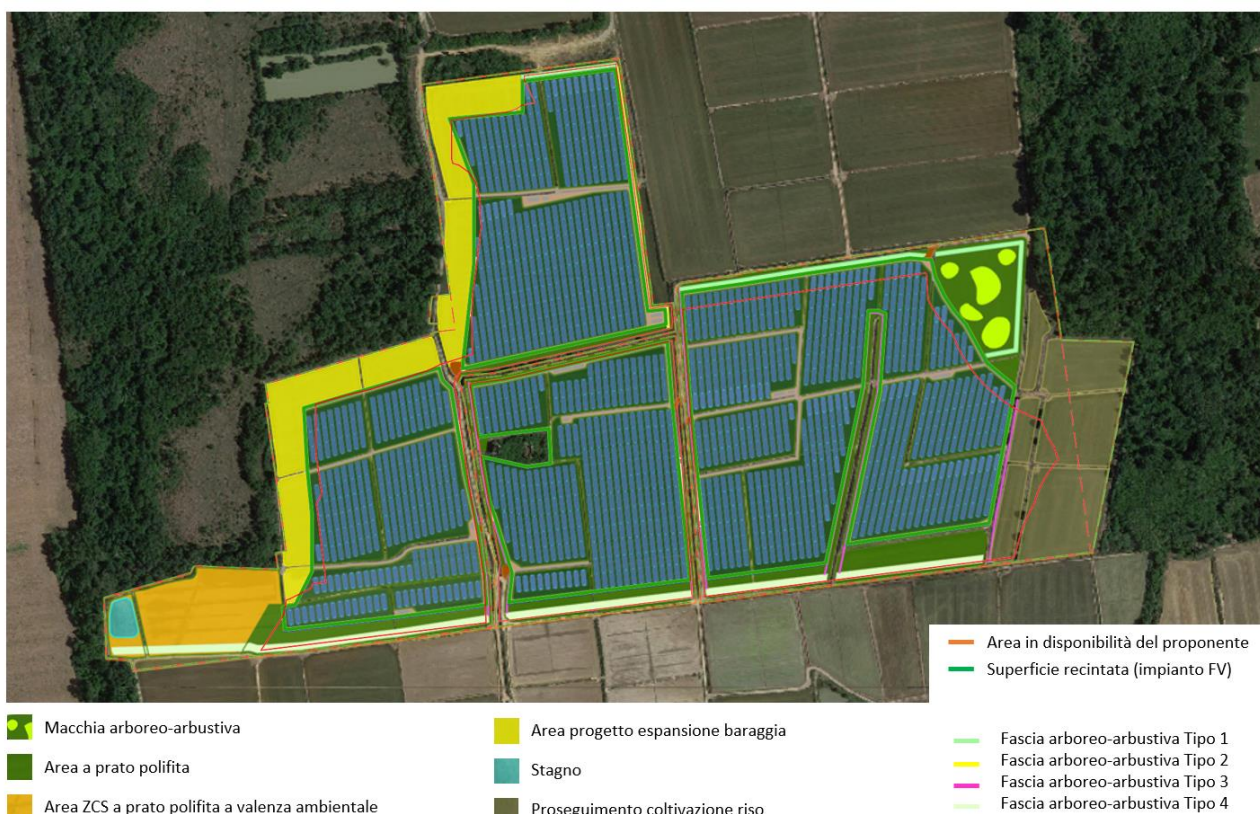 Area in disponibilità del proponente
Superficie recintata (impianto FV)
Macchia arboreo-arbustiva
Area a prato polifita
Area ZCS a prato polifita a valenza ambientale
Area progetto espansione baraggia
Stagno
Proseguimento coltivazione riso
Fascia arboreo-arbustiva Tipo 1
Fascia arboreo-arbustiva Tipo 2
Fascia arboreo-arbustiva Tipo 3
Fascia arboreo-arbustiva Tipo 4